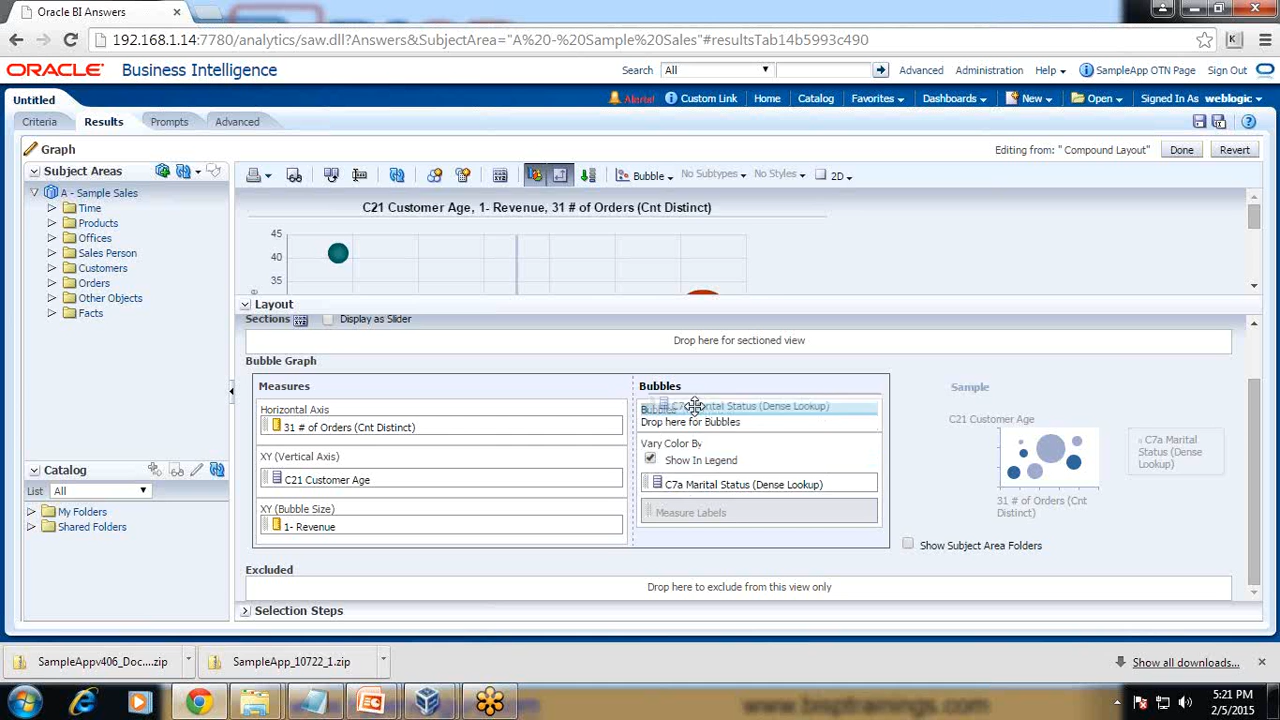 Oracle BI Answers
192.168.1.14:7780/analytics/saw.dll?Answers&SubjectArea="A%20-%20Sample%20Sales"#resultsTab14b5993c490
ORACLE Business Intelligence
Search All Advanced Administration Help SampleApp OTN Page Sign Out
Untitled
Alerts! Custom Link Home Catalog Favorites Dashboards New Open Signed In As weblogic
Criteria Results Prompts Advanced
Graph
Editing from: "Compound Layout" Done Revert
Subject Areas
Bubble No Subtypes No Styles 2D
A - Sample Sales
Time
Products
Offices
Sales Person
Customers
Orders
Other Objects
Facts
C21 Customer Age, 1- Revenue, 31 # of Orders (Cnt Distinct)
45
40
35
Layout
Sections Display as Slider
Drop here for sectioned view
Bubble Graph
Measures
Horizontal Axis
31 # of Orders (Cnt Distinct)
XY (Vertical Axis)
C21 Customer Age
XY (Bubble Size)
1- Revenue
Bubbles
Marital Status (Dense Lookup)
Drop here for Bubbles
Vary Color By
Show In Legend
C7a Marital Status (Dense Lookup)
Measure Labels
Sample
C21 Customer Age
C7a Marital
Status (Dense
Lookup)
31 # of Orders (Cnt
Distinct)
Show Subject Area Folders
Excluded
Drop here to exclude from this view only
Selection Steps
Catalog
List All
My Folders
Shared Folders
SampleAppv406_Doc....zip
SampleApp_10722_1.zip
Show all downloads...
5:21 PM
2/5/2015